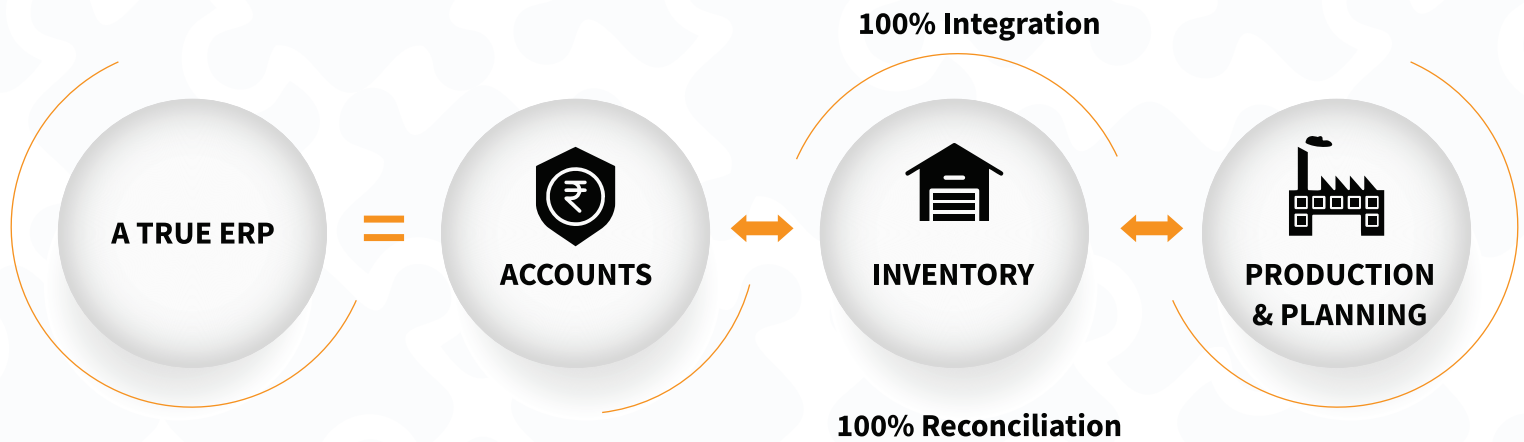 100% Integration
A TRUE ERP
=
₹
ACCOUNTS
INVENTORY
PRODUCTION
& PLANNING
100% Reconciliation